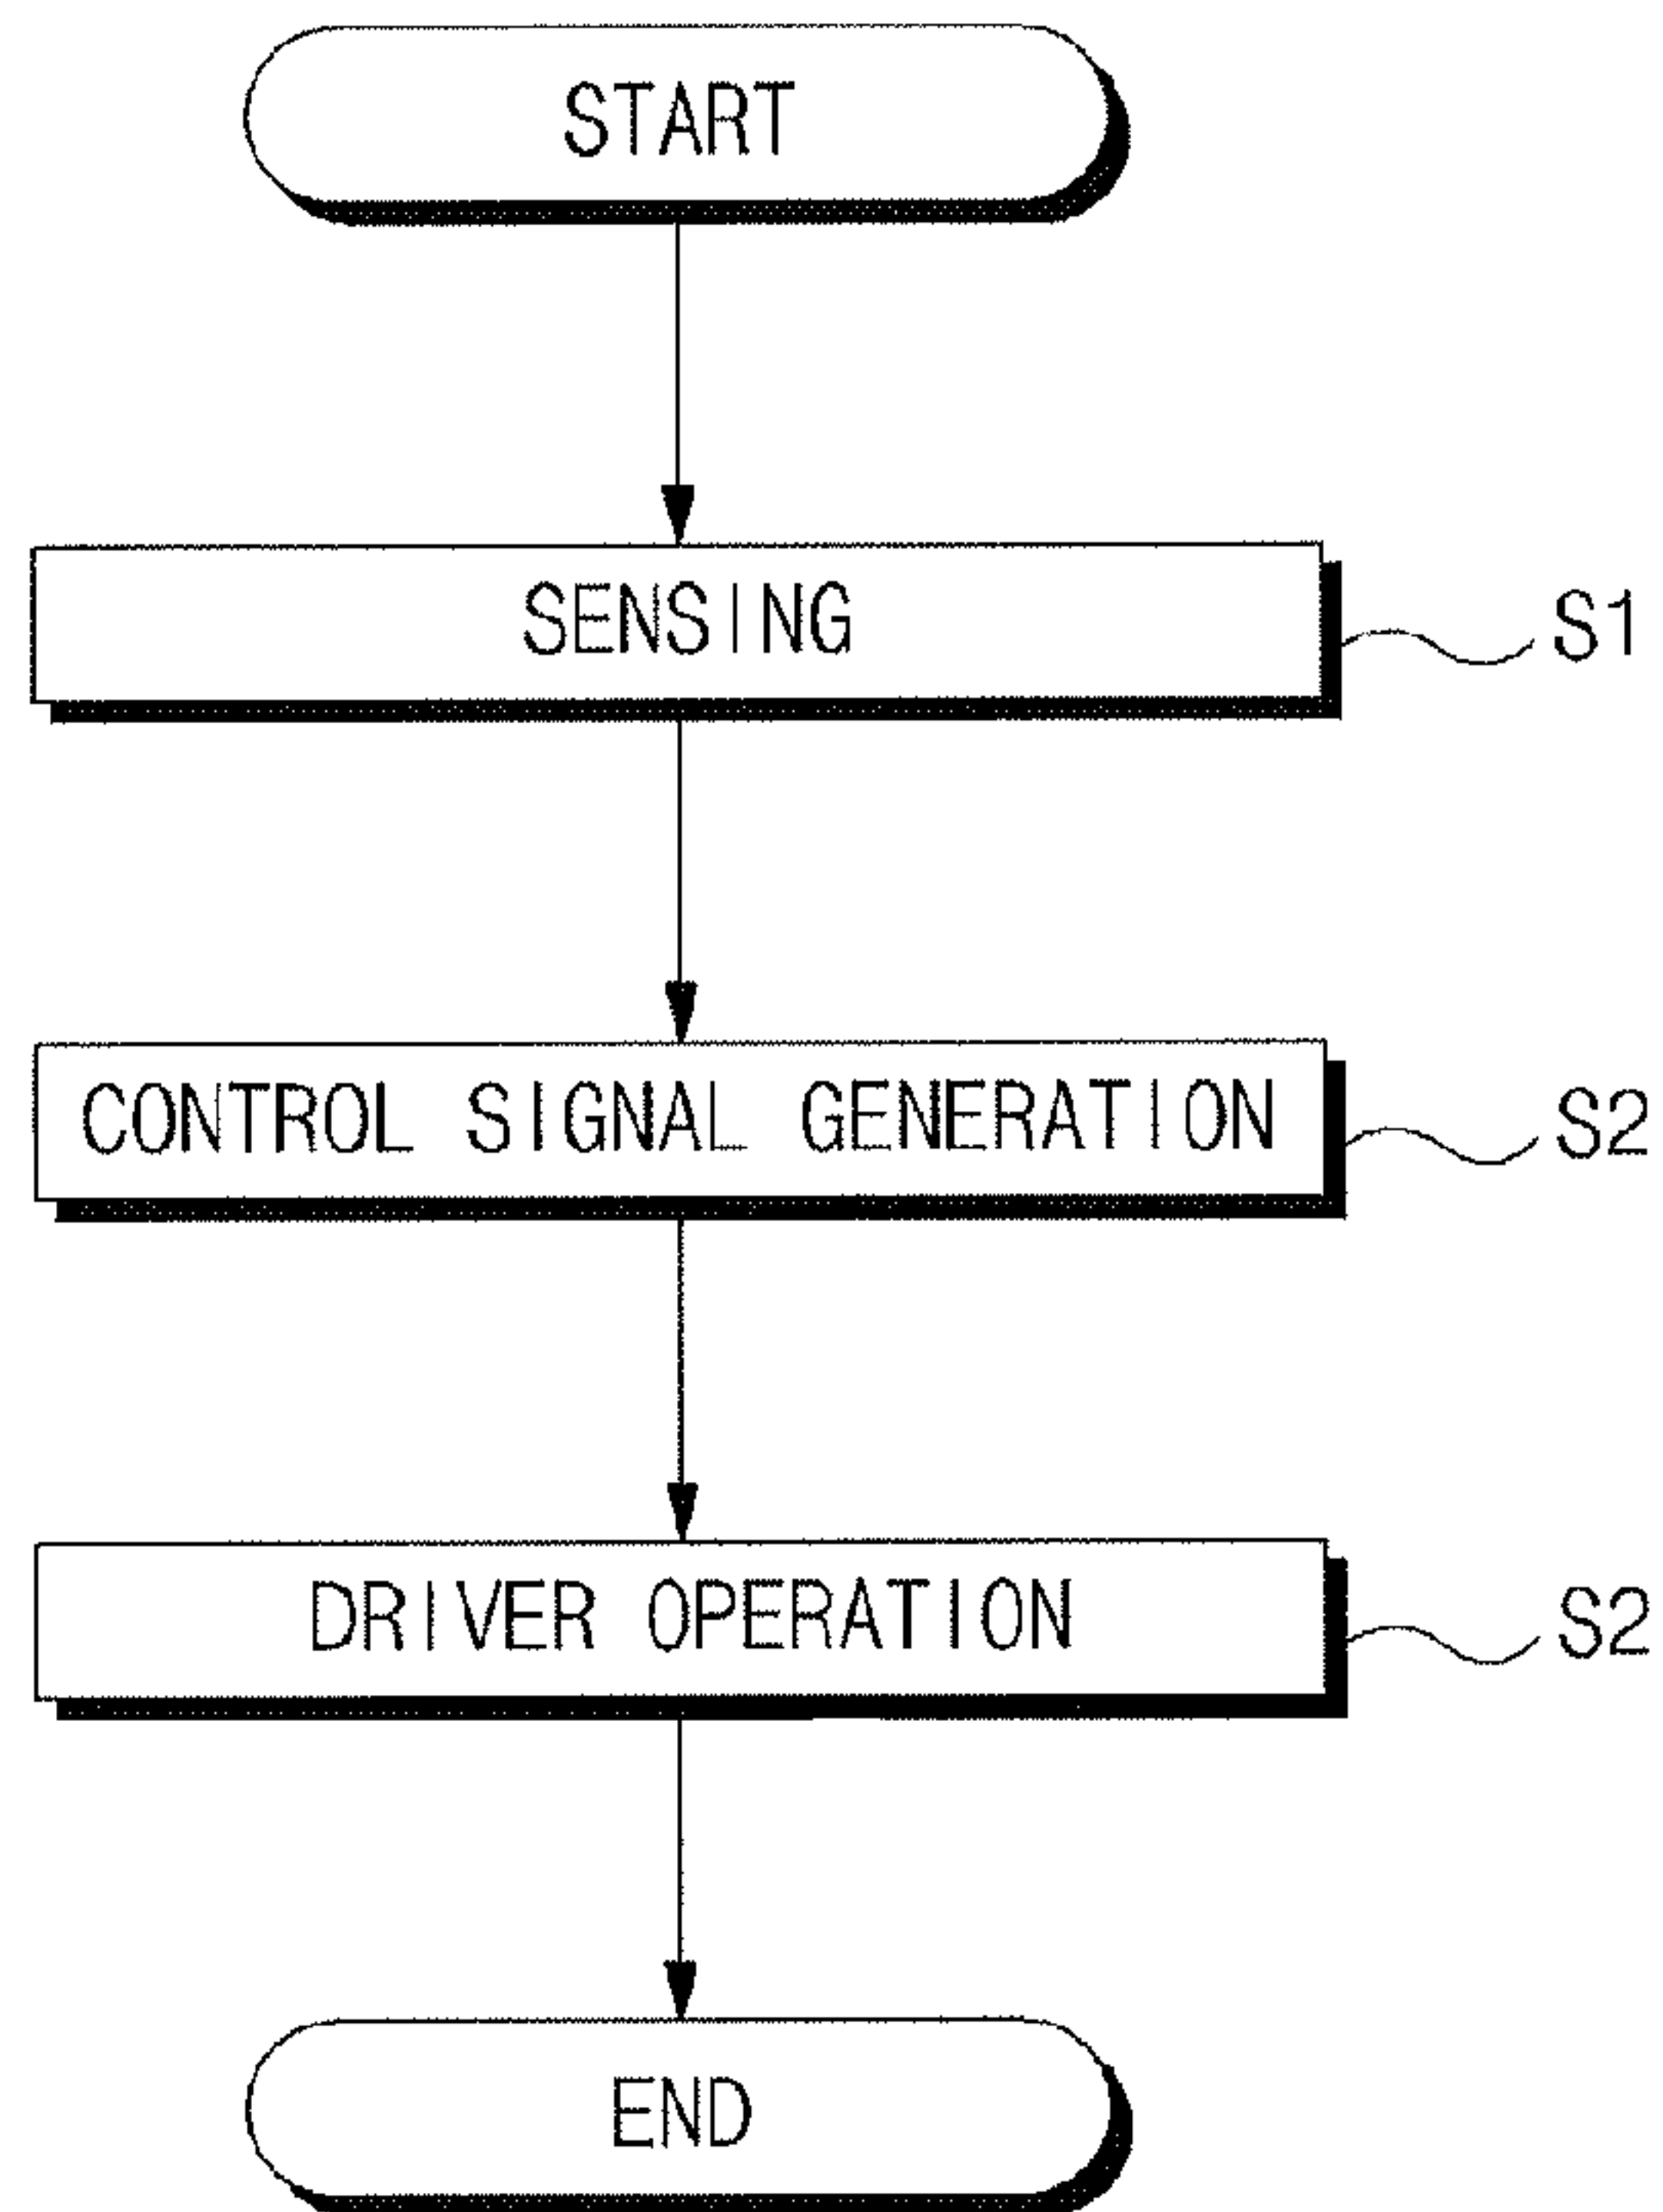 START
SENSING
S1
CONTROL SIGNAL GENERATION
S2
DRIVER OPERATION
S2
END